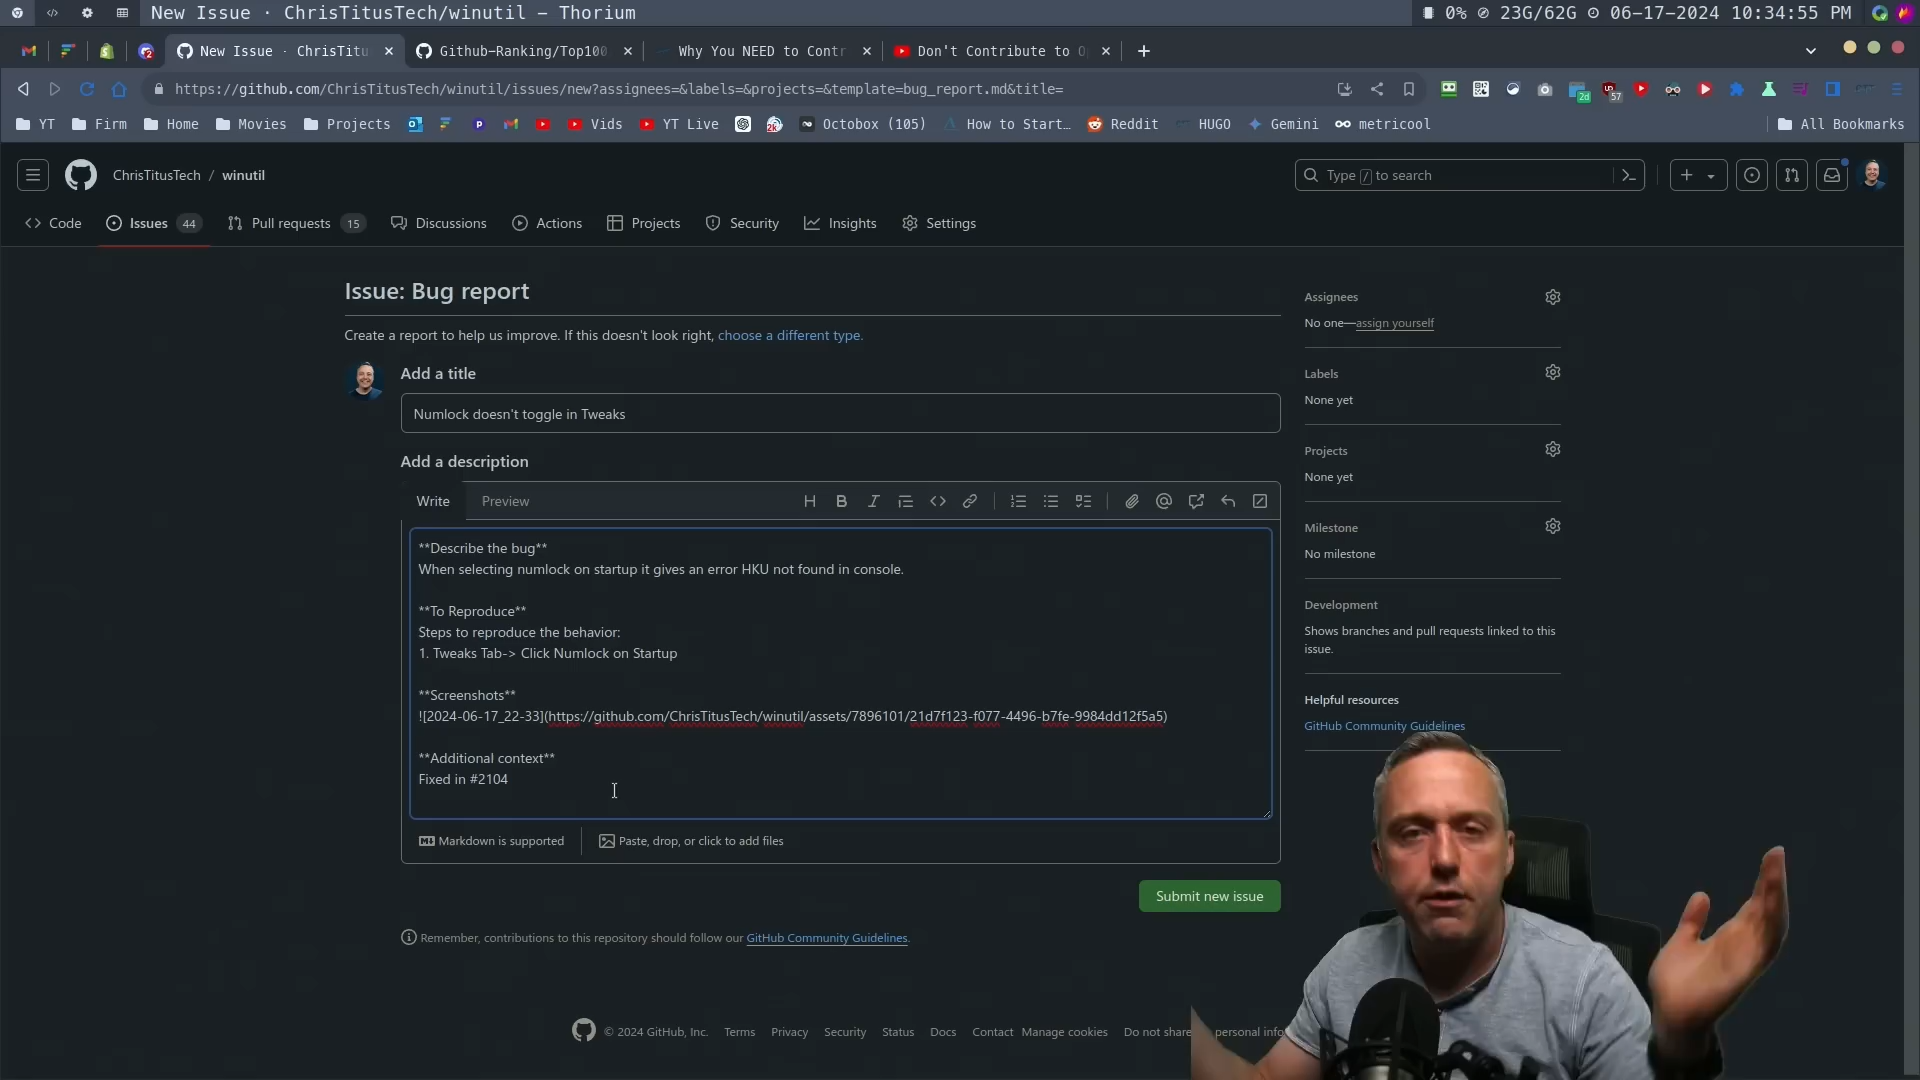 New Issue · ChrisTitusTech/winutil – Thorium
0% 23G/62G 06-17-2024 10:34:55 PM
New Issue · ChrisTitu
Github-Ranking/Top100
Why You NEED to Contr
Don't Contribute to O
https://github.com/ChrisTitusTech/winutil/issues/new?assignees=&labels=&projects=&template=bug_report.md&title=
2d
57
YT Firm Home Movies Projects Vids YT Live 2k Octobox (105) How to Start… Reddit HUGO Gemini metricool All Bookmarks
ChrisTitusTech / winutil
Type / to search
Code Issues 44 Pull requests 15 Discussions Actions Projects Security Insights Settings
Issue: Bug report
Create a report to help us improve. If this doesn't look right, choose a different type.
Add a title
Numlock doesn't toggle in Tweaks
Add a description
Write Preview
**Describe the bug**
When selecting numlock on startup it gives an error HKU not found in console.
**To Reproduce**
Steps to reproduce the behavior:
1. Tweaks Tab-> Click Numlock on Startup
**Screenshots**
![2024-06-17_22-33](https://github.com/ChrisTitusTech/winutil/assets/7896101/21d7f123-f077-4496-b7fe-9984dd12f5a5)
**Additional context**
Fixed in #2104
Markdown is supported
Paste, drop, or click to add files
Submit new issue
Remember, contributions to this repository should follow our GitHub Community Guidelines.
Assignees
No one—assign yourself
Labels
None yet
Projects
None yet
Milestone
No milestone
Development
Shows branches and pull requests linked to this
issue.
Helpful resources
GitHub Community Guidelines
© 2024 GitHub, Inc. Terms Privacy Security Status Docs Contact Manage cookies Do not share personal info